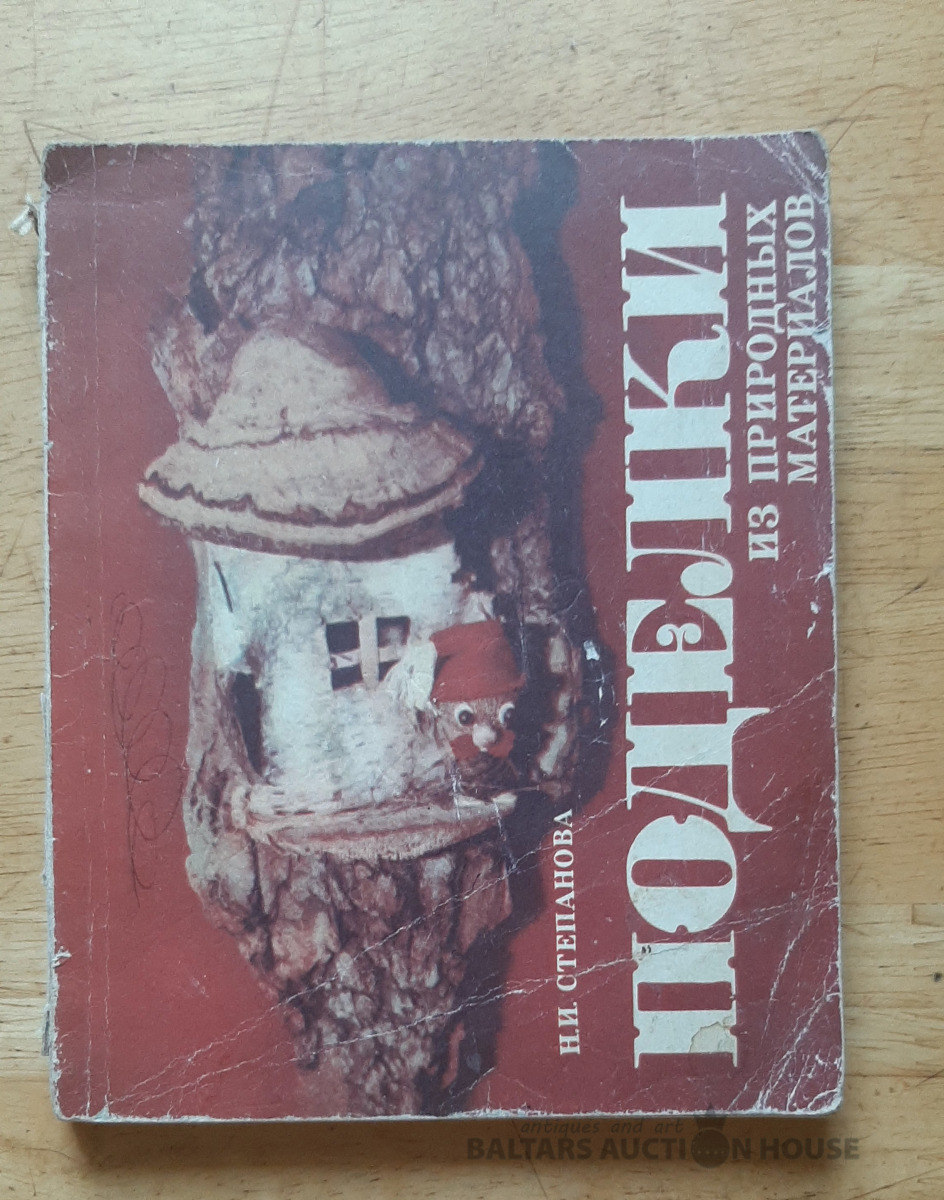 Н.И. СТЕПАНОВА
ПОДЕЛКИ
ИЗ ПРИРОДНЫХ
МАТЕРИАЛОВ
antiques and art
BALTARS AUCTION HOUSE